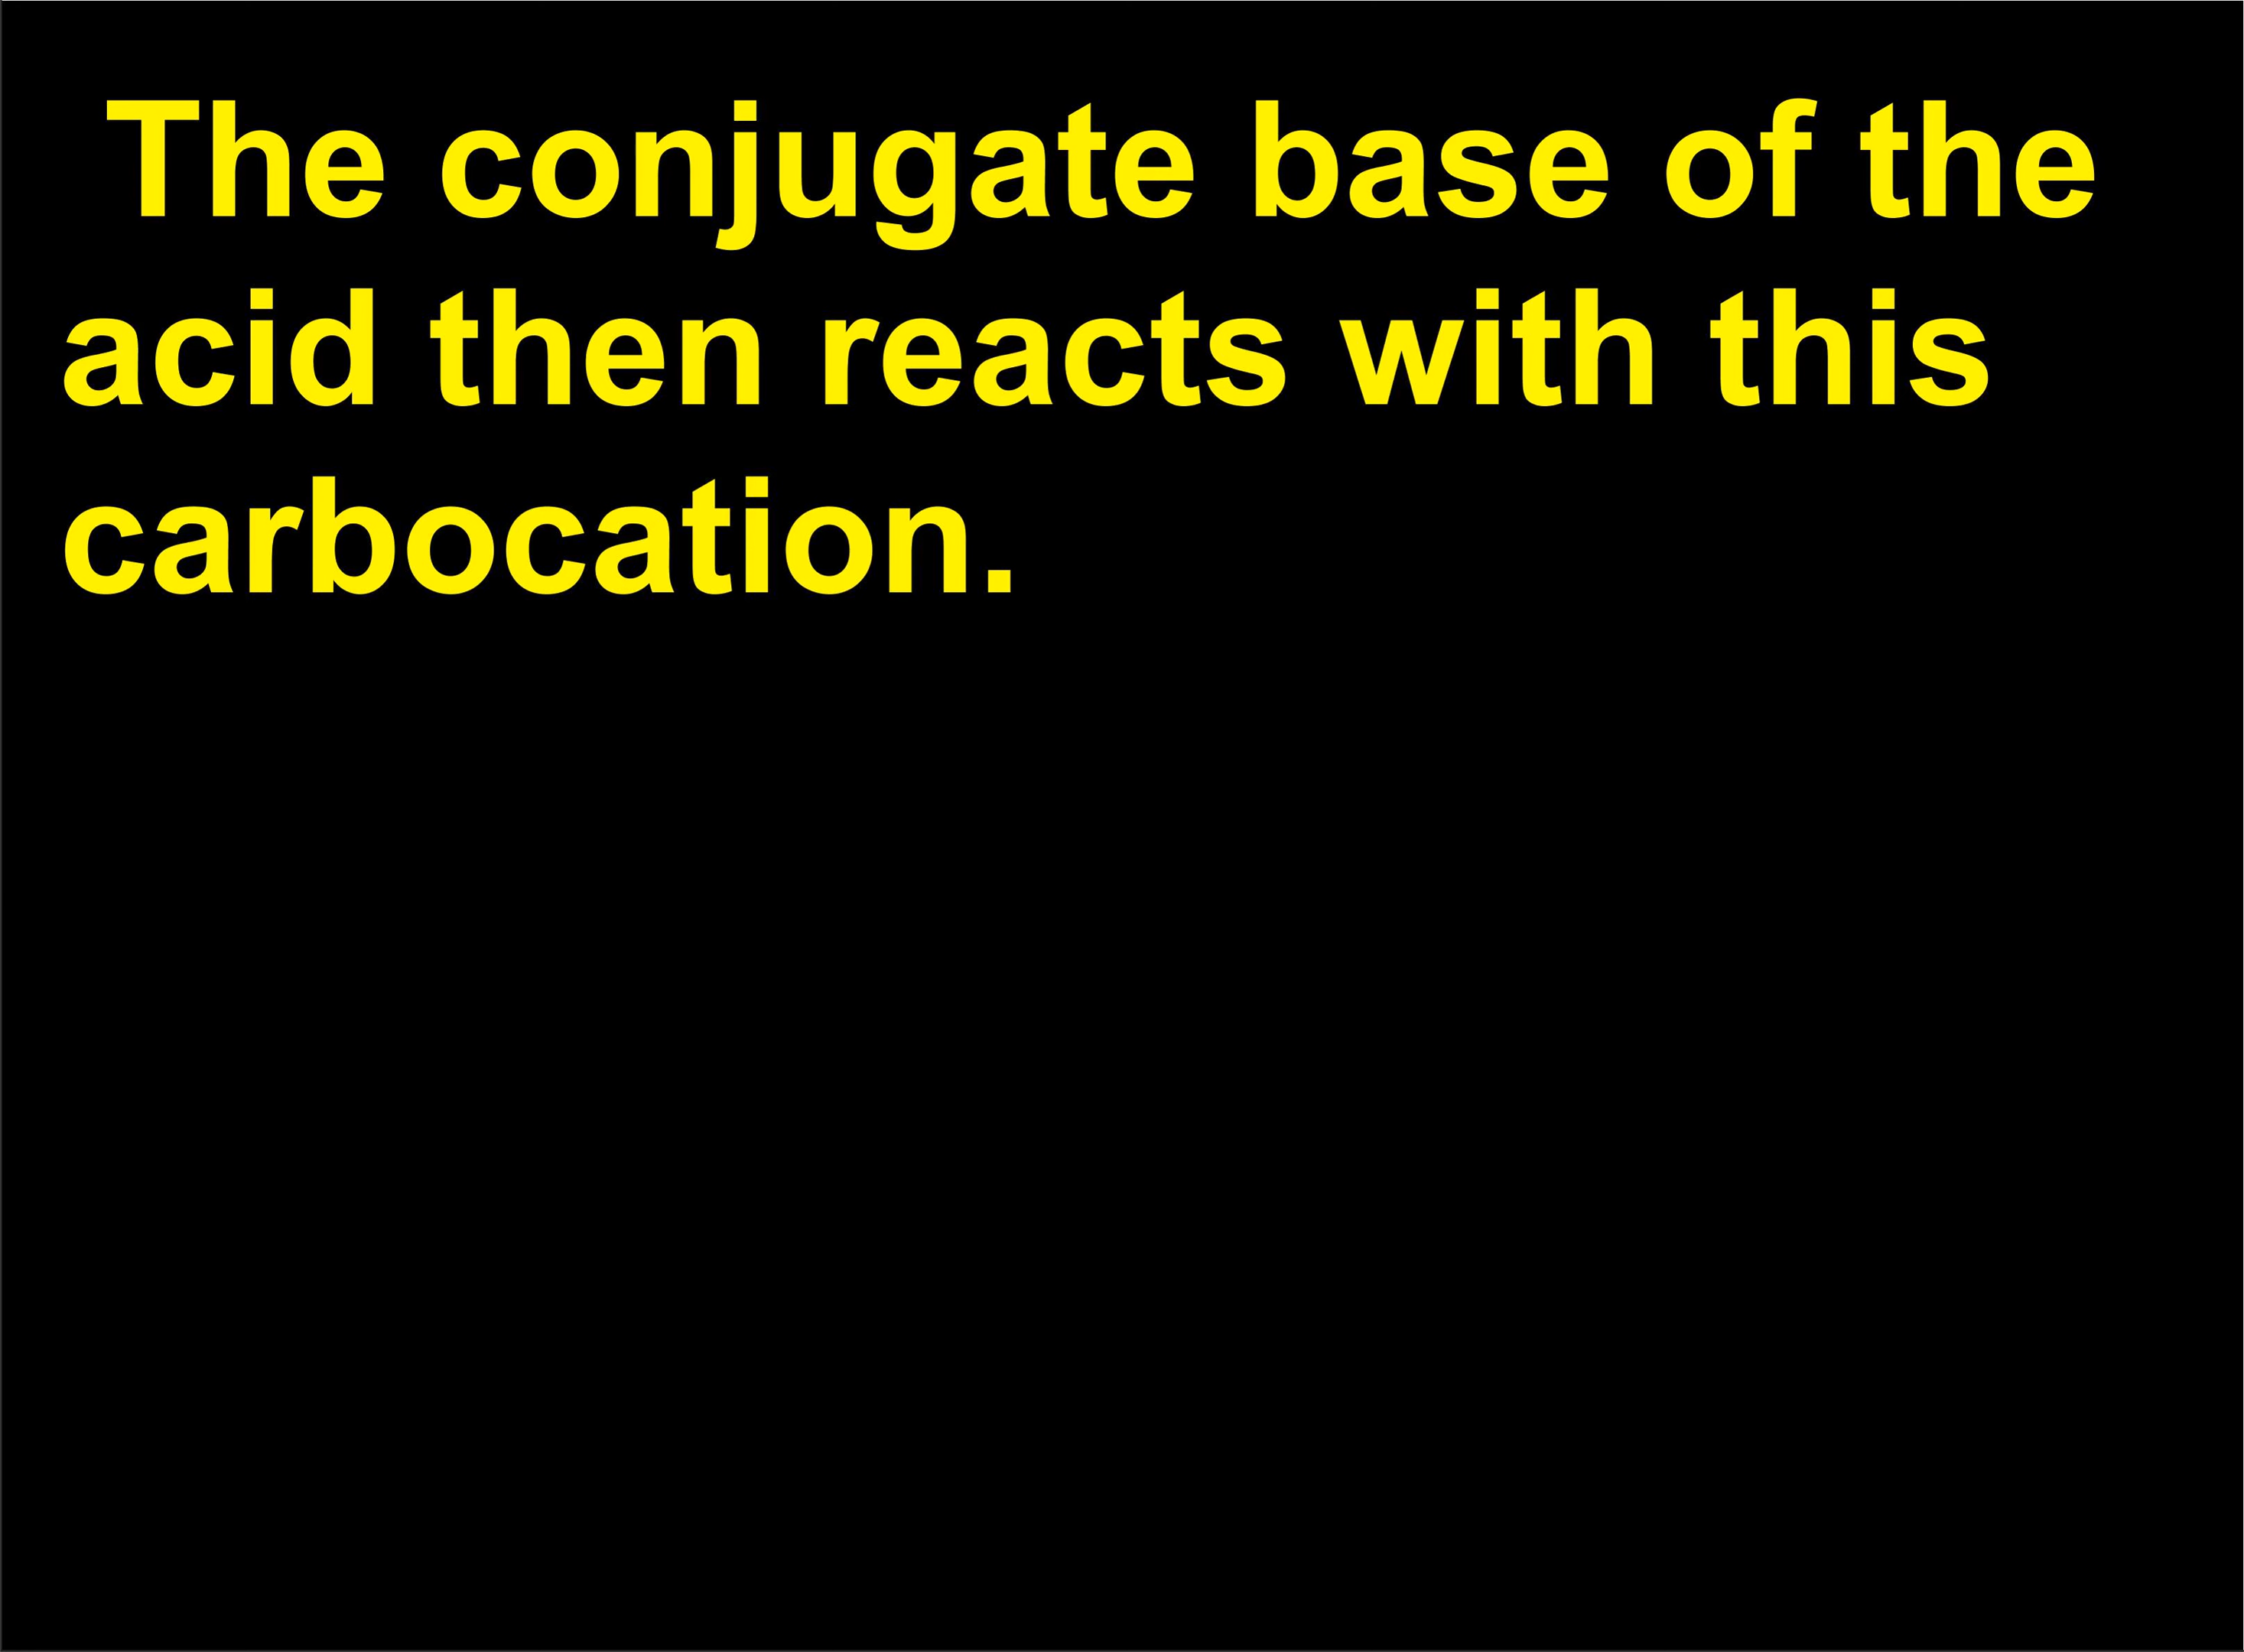 The conjugate base of the
acid then reacts with this
carbocation.